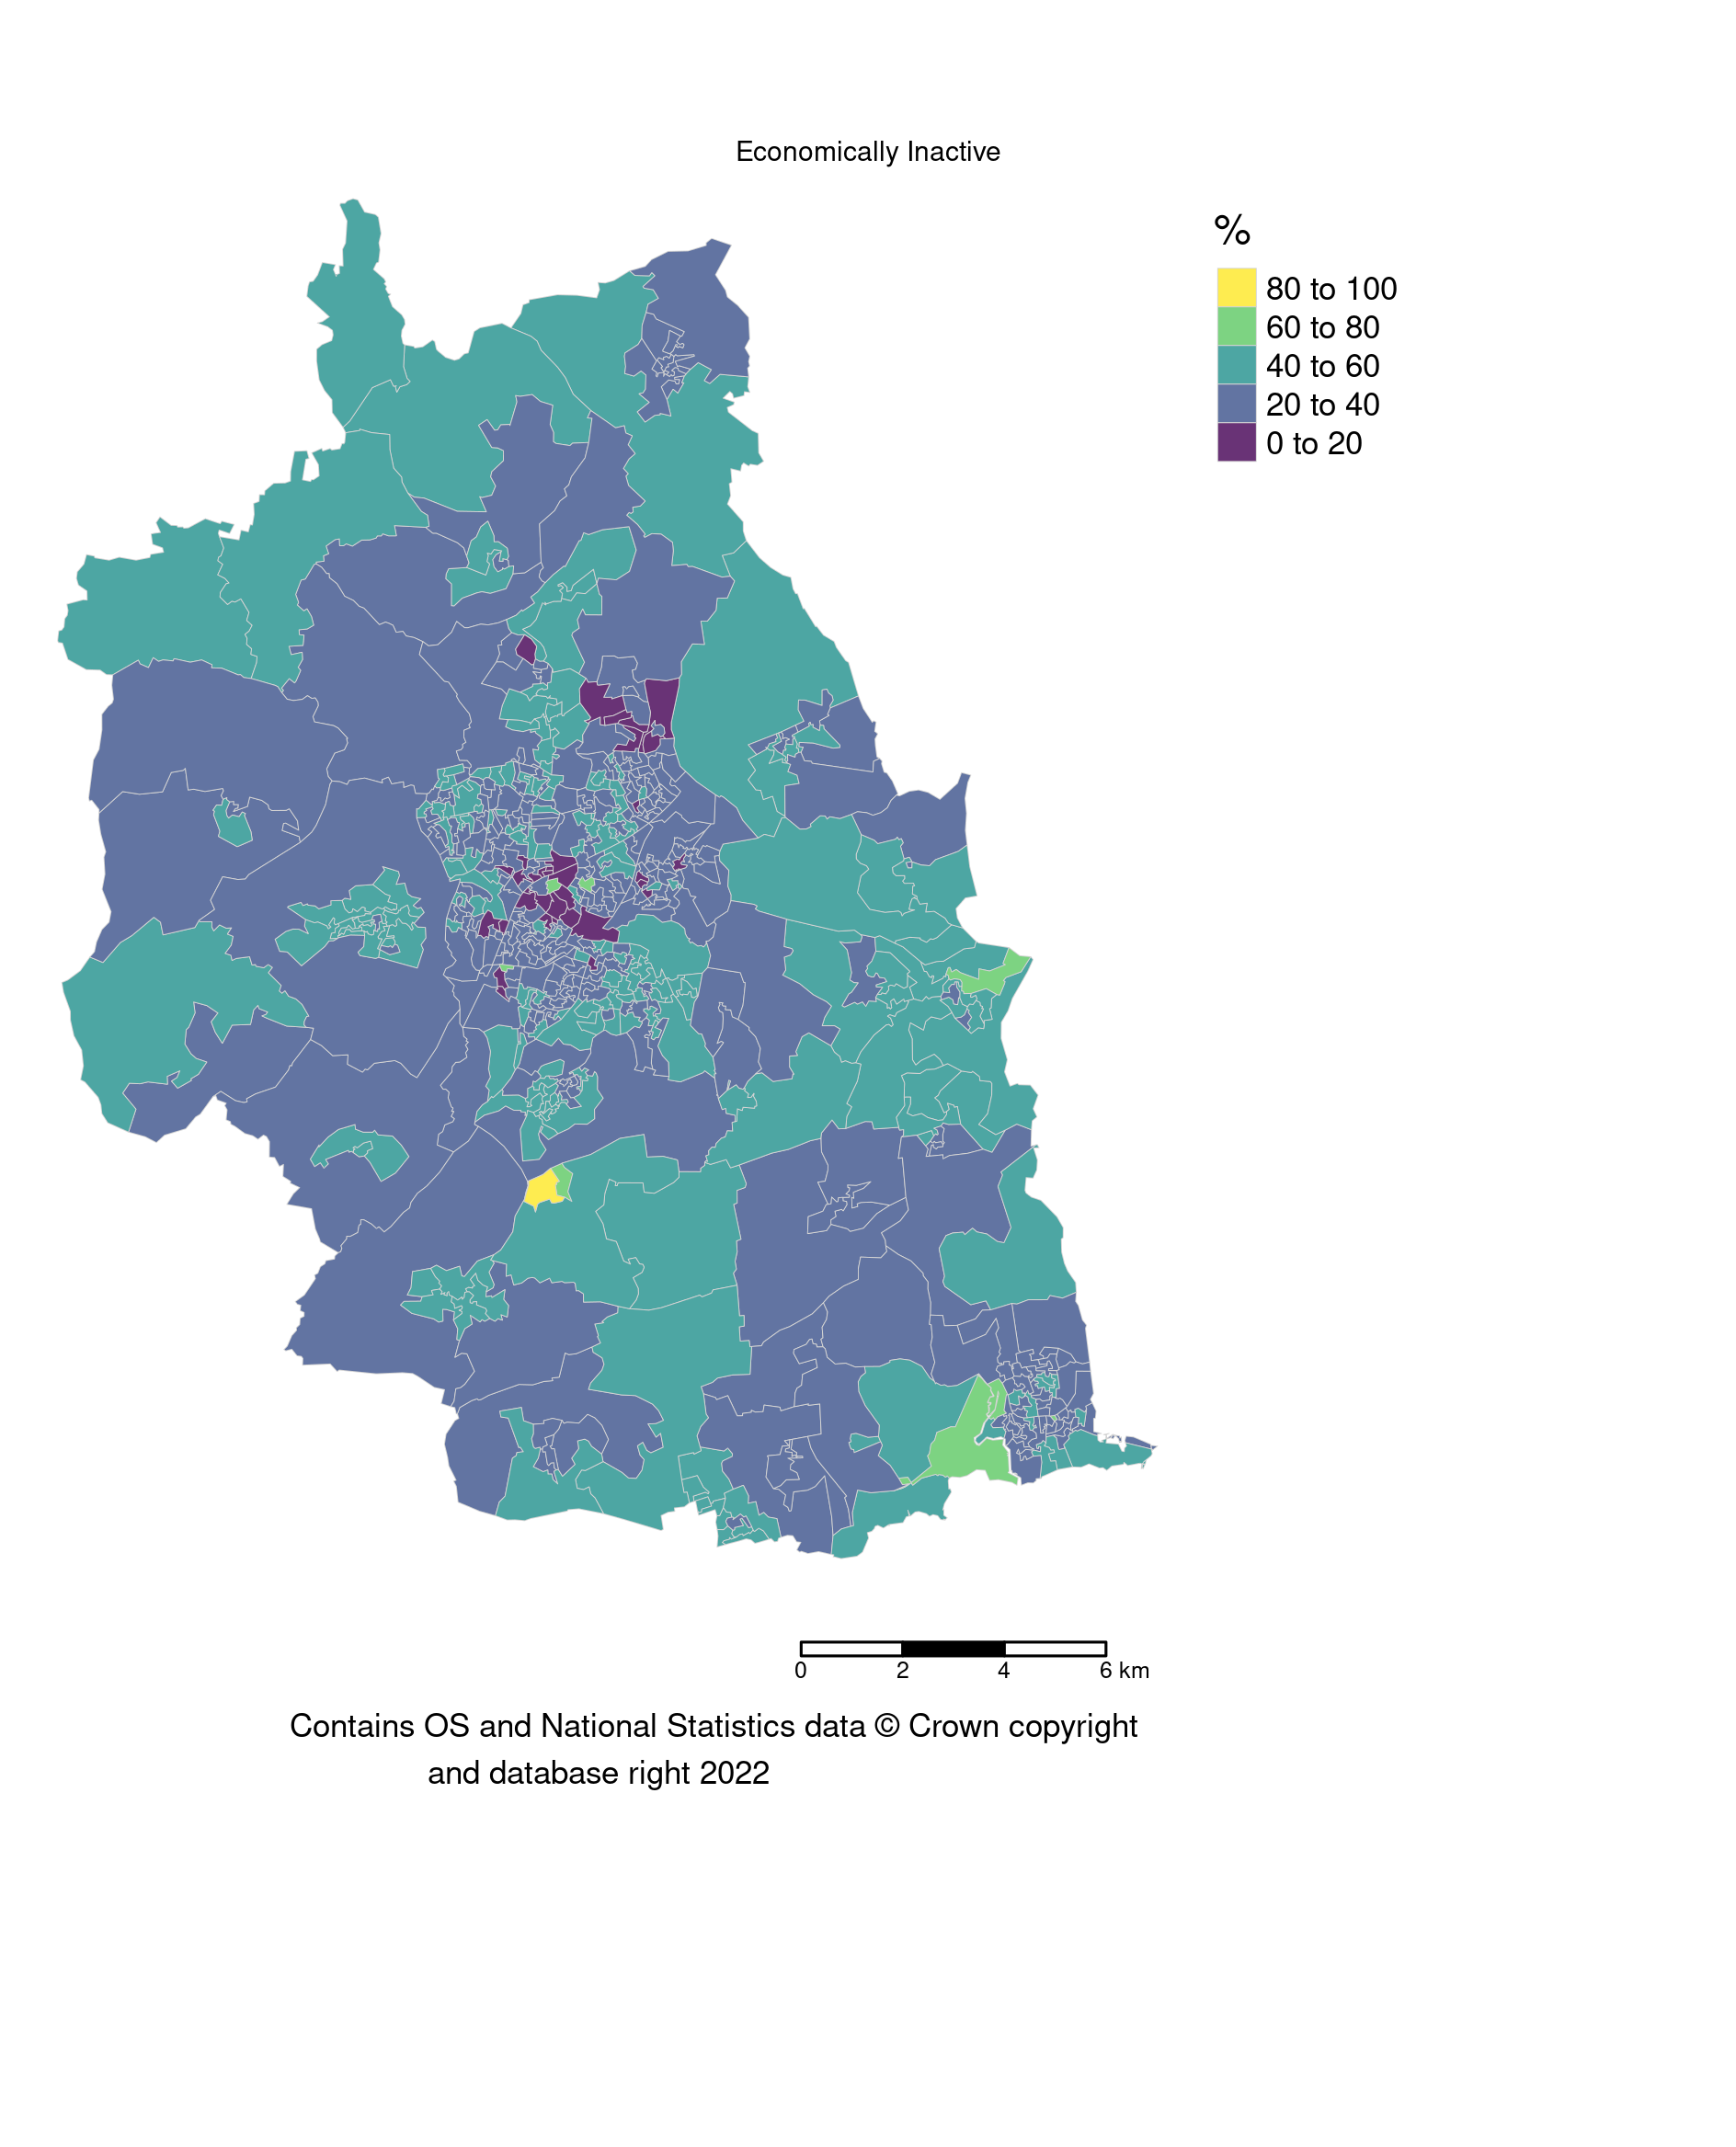 Economically Inactive
%
80 to 100
60 to 80
40 to 60
20 to 40
0 to 20
0 2 4 6 km
Contains OS and National Statistics data © Crown copyright
and database right 2022